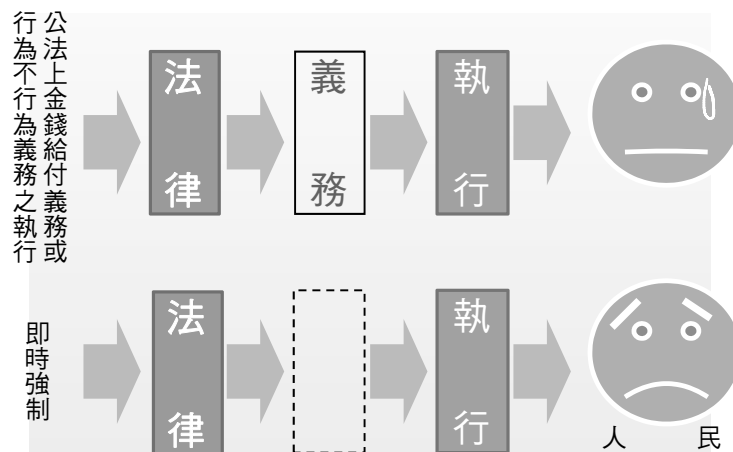 公法上金錢給付義務或
行為不行為義務之執行
法律
義務
執行
即時強制
法律
執行
人民